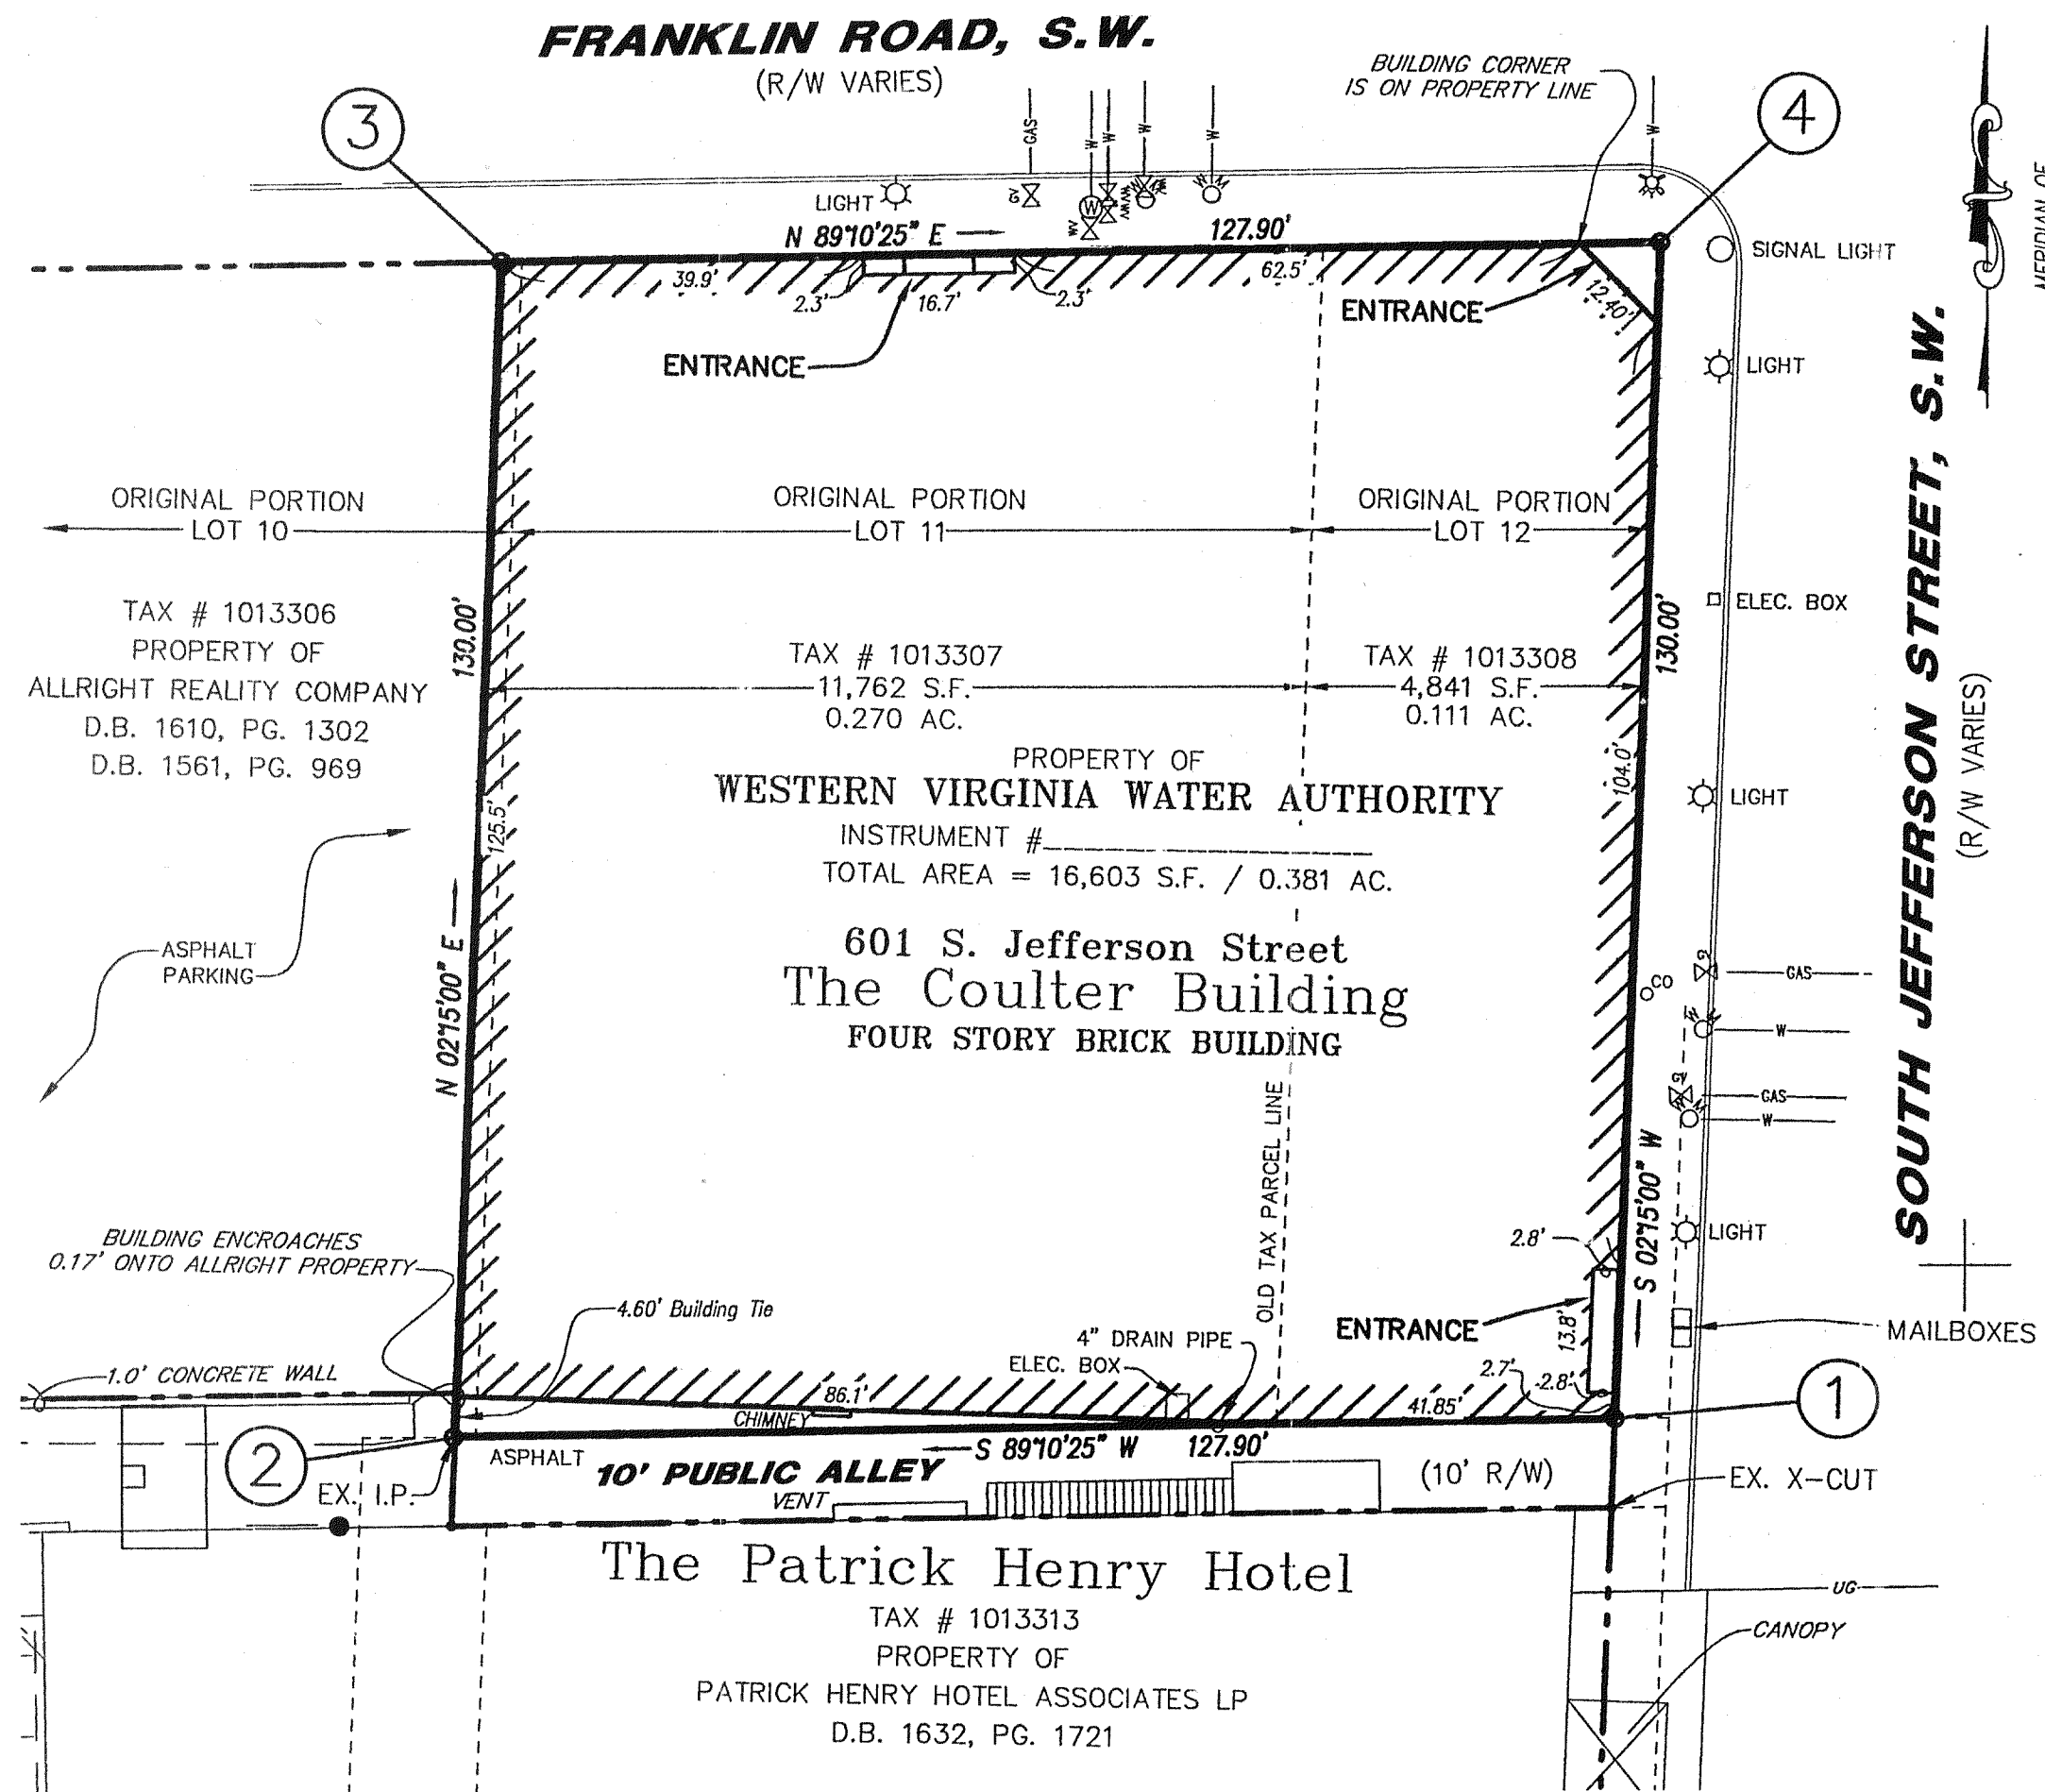 FRANKLIN ROAD, S.W.
(R/W VARIES)
BUILDING CORNER
IS ON PROPERTY LINE
3
4
GAS
W
W
W
W
W
LIGHT
GV
W
WV
N 89°10'25" E
127.90'
SIGNAL LIGHT
MERIDIAN OF
39.9'
2.3'
16.7'
2.3'
62.5'
12.40'
ENTRANCE
ENTRANCE
LIGHT
ORIGINAL PORTION
LOT 10
ORIGINAL PORTION
LOT 11
ORIGINAL PORTION
LOT 12
SOUTH JEFFERSON STREET, S.W.
(R/W VARIES)
TAX # 1013306
PROPERTY OF
ALLRIGHT REALITY COMPANY
D.B. 1610, PG. 1302
D.B. 1561, PG. 969
130.00'
130.00'
ELEC. BOX
TAX # 1013307
11,762 S.F.
0.270 AC.
TAX # 1013308
4,841 S.F.
0.111 AC.
PROPERTY OF
WESTERN VIRGINIA WATER AUTHORITY
INSTRUMENT #
TOTAL AREA = 16,603 S.F. / 0.381 AC.
104.0'
LIGHT
125.5'
ASPHALT
PARKING
N 02°15'00" E
601 S. Jefferson Street
The Coulter Building
FOUR STORY BRICK BUILDING
CO
GAS
W
GV
GAS
W
OLD TAX PARCEL LINE
S 02°15'00" W
LIGHT
BUILDING ENCROACHES
0.17' ONTO ALLRIGHT PROPERTY
2.8'
4.60' Building Tie
4" DRAIN PIPE
ELEC. BOX
ENTRANCE
13.8'
MAILBOXES
1.0' CONCRETE WALL
86.1'
CHIMNEY
41.85'
2.7'
2.8'
1
2
ASPHALT
S 89°10'25" W
127.90'
10' PUBLIC ALLEY
(10' R/W)
EX. X-CUT
EX. I.P.
VENT
The Patrick Henry Hotel
TAX # 1013313
PROPERTY OF
PATRICK HENRY HOTEL ASSOCIATES LP
D.B. 1632, PG. 1721
UG
CANOPY